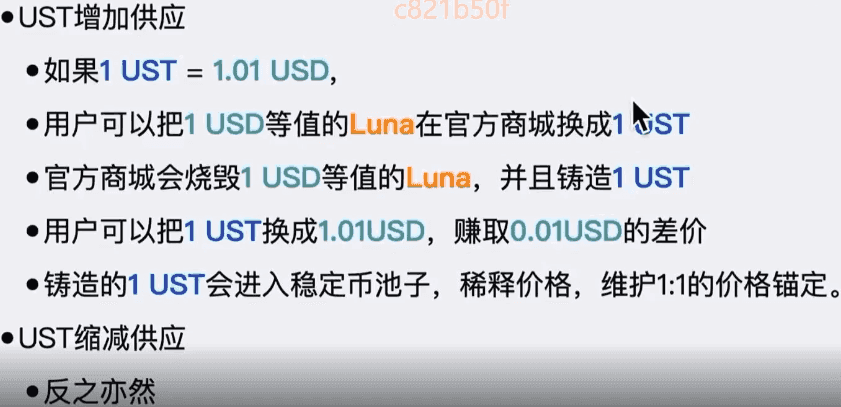 c821b50f
●UST增加供应
●如果1 UST = 1.01 USD,
●用户可以把1 USD等值的Luna在官方商城换成1 UST
●官方商城会烧毁1 USD等值的Luna，并且铸造1 UST
●用户可以把1 UST换成1.01USD，赚取0.01USD的差价
●铸造的1 UST会进入稳定币池子，稀释价格，维护1:1的价格锚定。
●UST缩减供应
●反之亦然